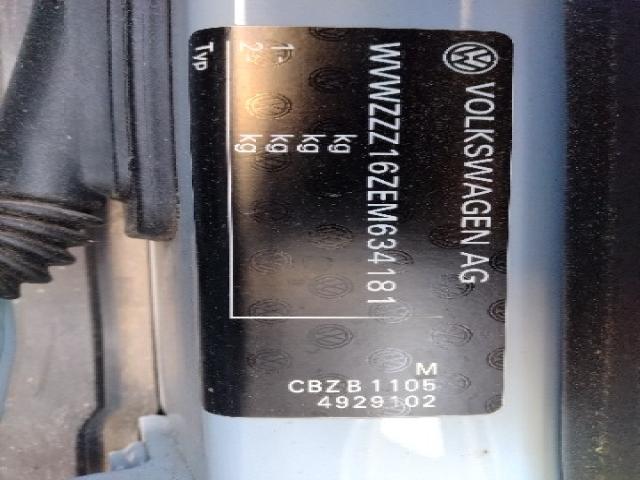 VOLKSWAGEN AG
WVWZZZ16ZEM634181
kg
kg
1- kg
2- kg
Typ
M
CBZB 1105
4929102